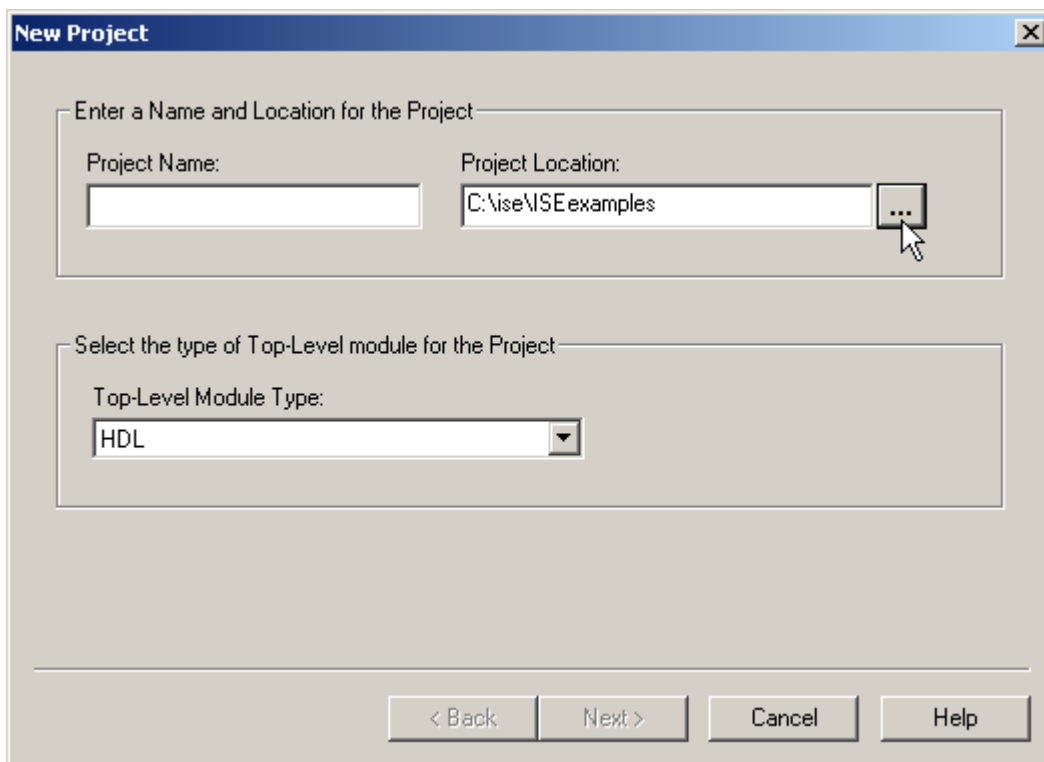 New Project
Enter a Name and Location for the Project
Project Name:
Project Location:
C:\ise\ISEexamples
...
Select the type of Top-Level module for the Project
Top-Level Module Type:
HDL
< Back
Next >
Cancel
Help